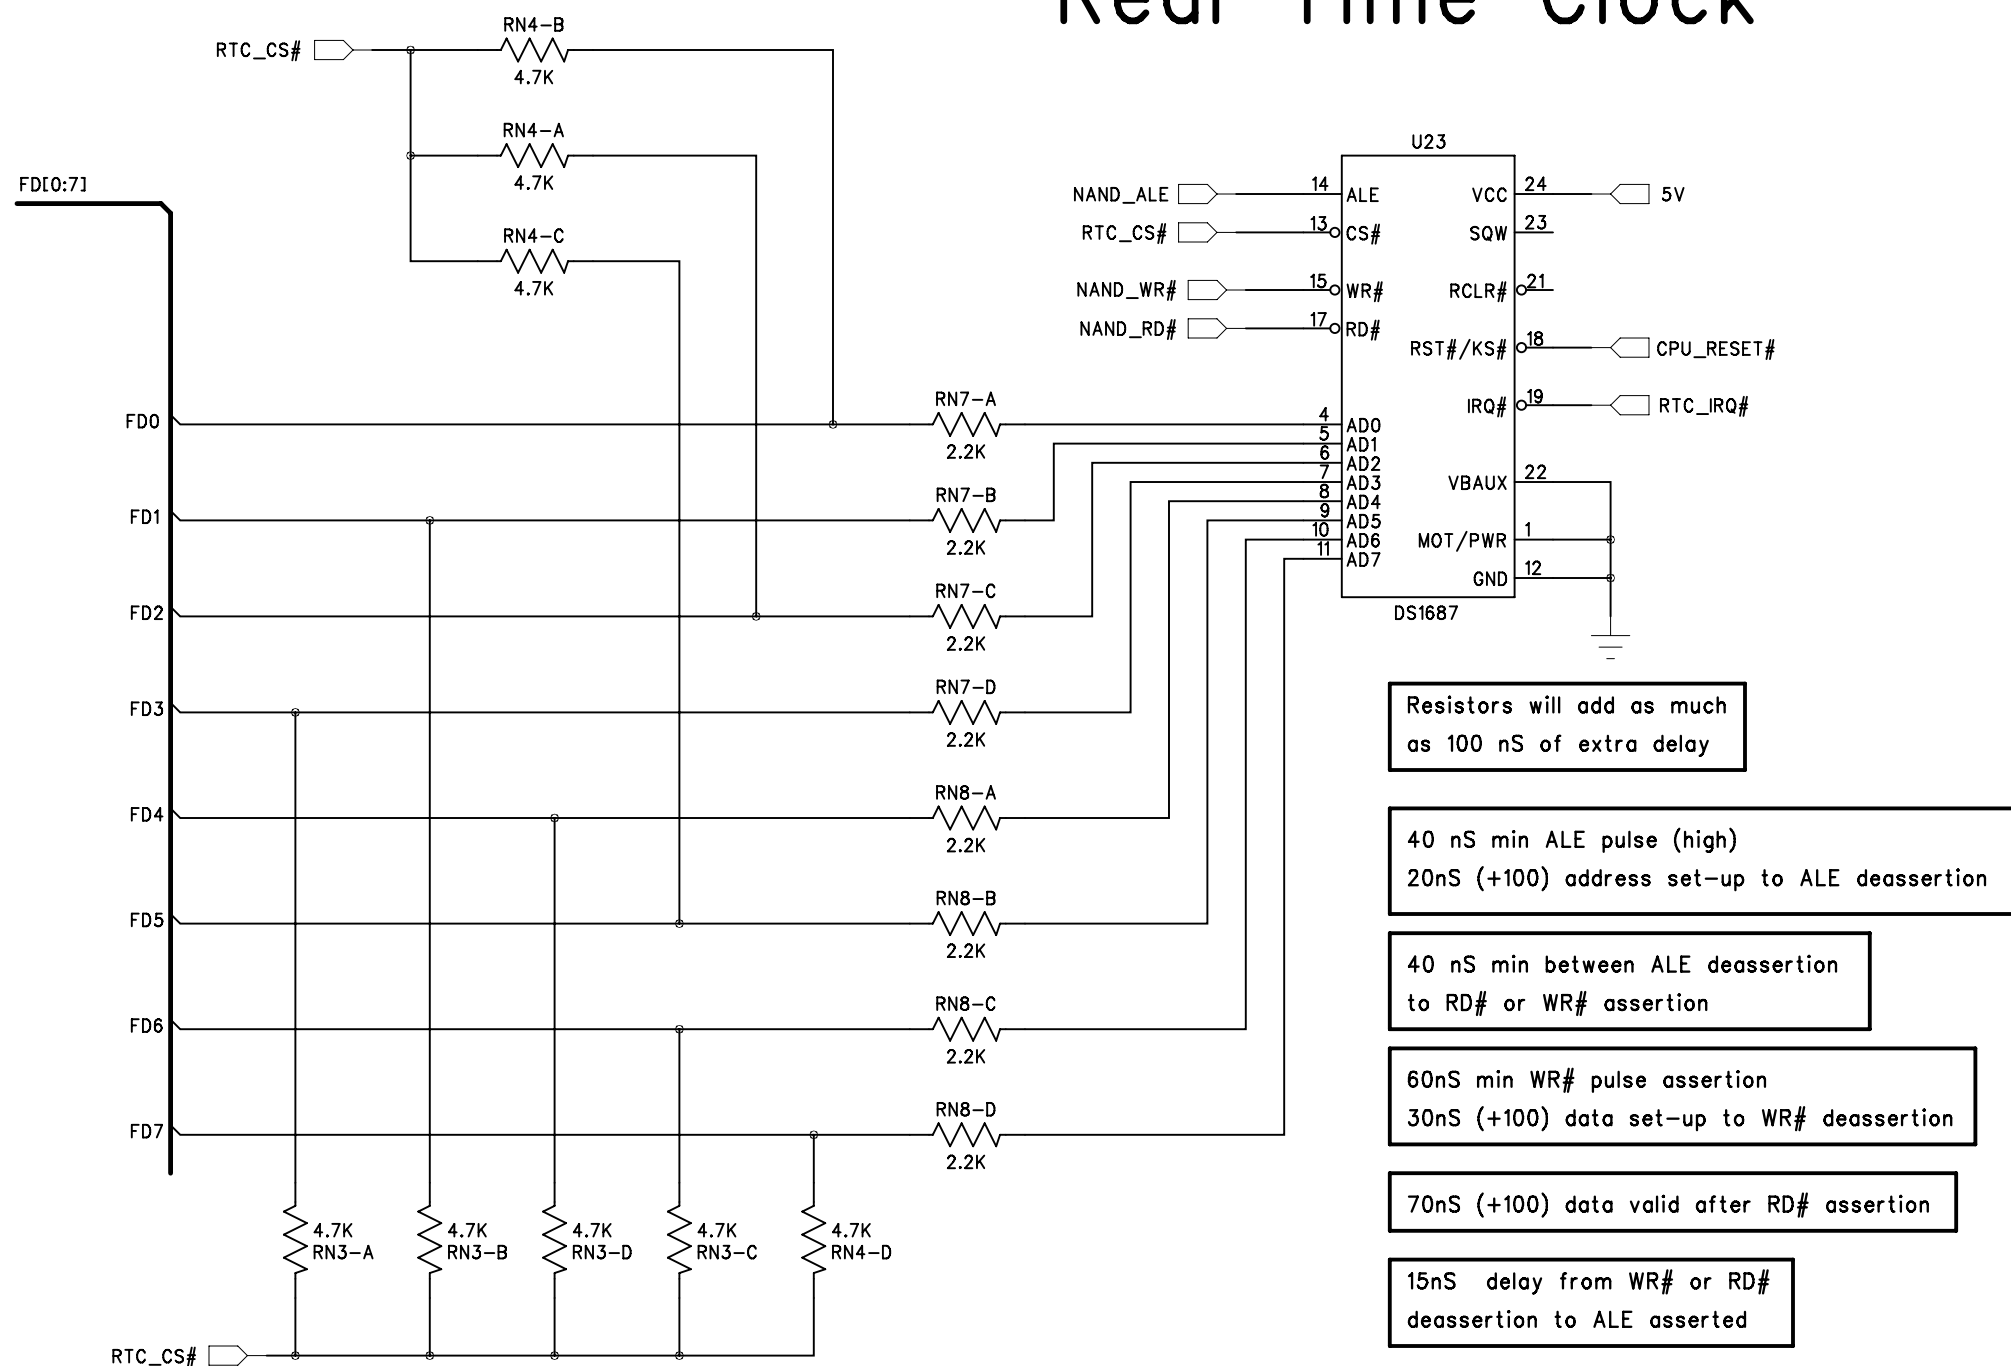 Real Time Clock
RN4-B
RTC_CS#
4.7K
RN4-A
4.7K
RN4-C
4.7K
FD[0:7]
U23
NAND_ALE 14 ALE
RTC_CS# 13 CS#
NAND_WR# 15 WR#
NAND_RD# 17 RD#
VCC 24 5V
SQW 23
RCLR# 21
RST#/KS# 18 CPU_RESET#
IRQ# 19 RTC_IRQ#
VBAUX 22
MOT/PWR 1
GND 12
4 AD0
5 AD1
6 AD2
7 AD3
8 AD4
9 AD5
10 AD6
11 AD7
DS1687
FD0
RN7-A
2.2K
FD1
RN7-B
2.2K
FD2
RN7-C
2.2K
FD3
RN7-D
2.2K
FD4
RN8-A
2.2K
FD5
RN8-B
2.2K
FD6
RN8-C
2.2K
FD7
RN8-D
2.2K
4.7K
RN3-A
4.7K
RN3-B
4.7K
RN3-D
4.7K
RN3-C
4.7K
RN4-D
RTC_CS#
Resistors will add as much
as 100 nS of extra delay
40 nS min ALE pulse (high)
20nS (+100) address set-up to ALE deassertion
40 nS min between ALE deassertion
to RD# or WR# assertion
60nS min WR# pulse assertion
30nS (+100) data set-up to WR# deassertion
70nS (+100) data valid after RD# assertion
15nS delay from WR# or RD#
deassertion to ALE asserted